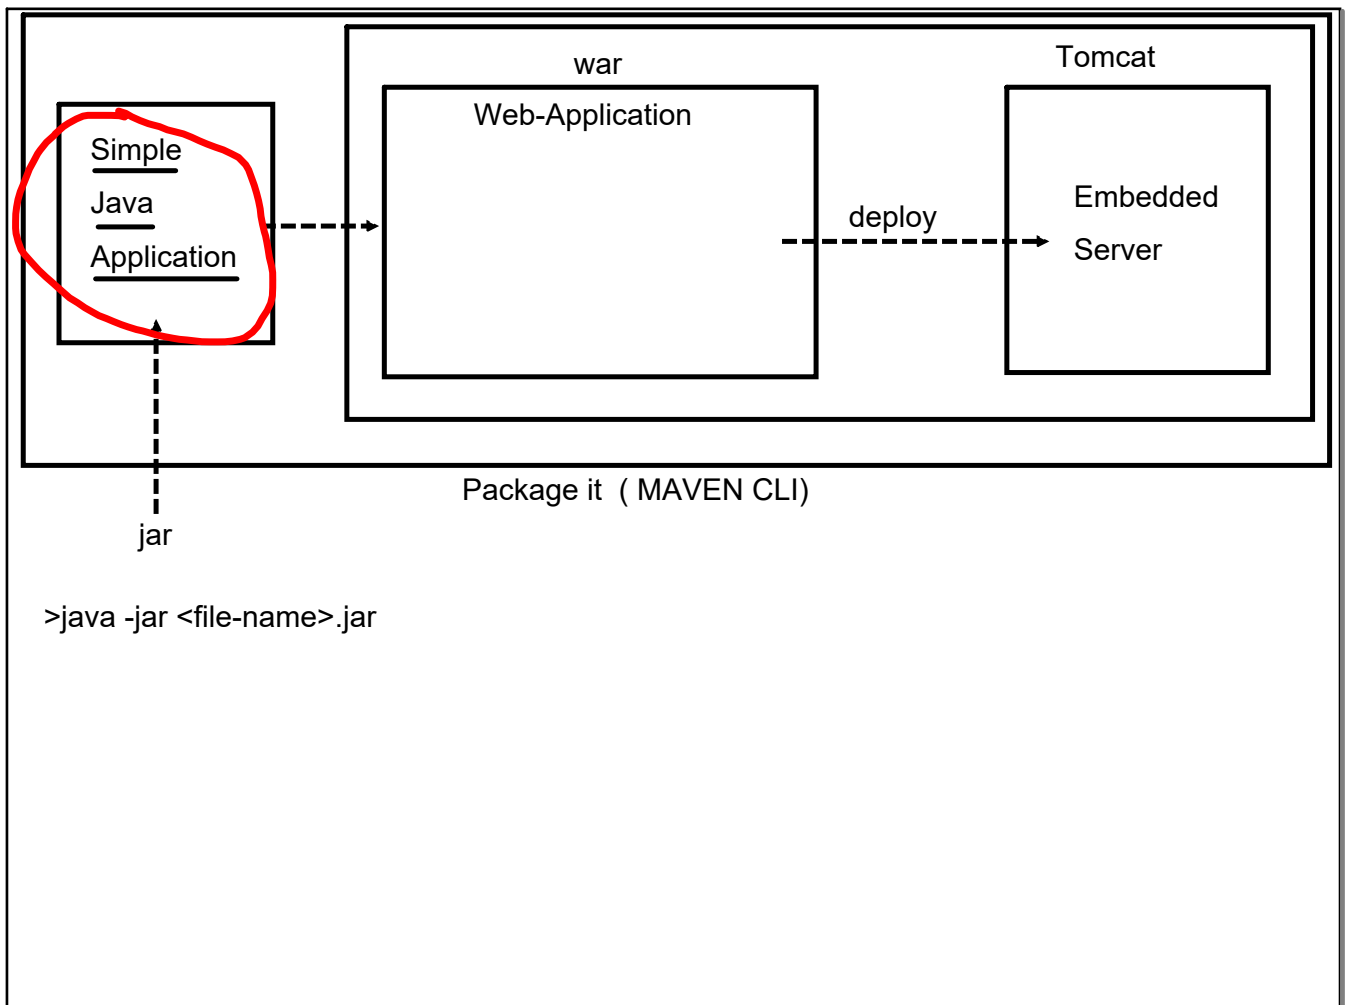 war
Tomcat
Web-Application
Simple
Java
Application
deploy
Embedded
Server
Package it ( MAVEN CLI)
jar
>java -jar <file-name>.jar